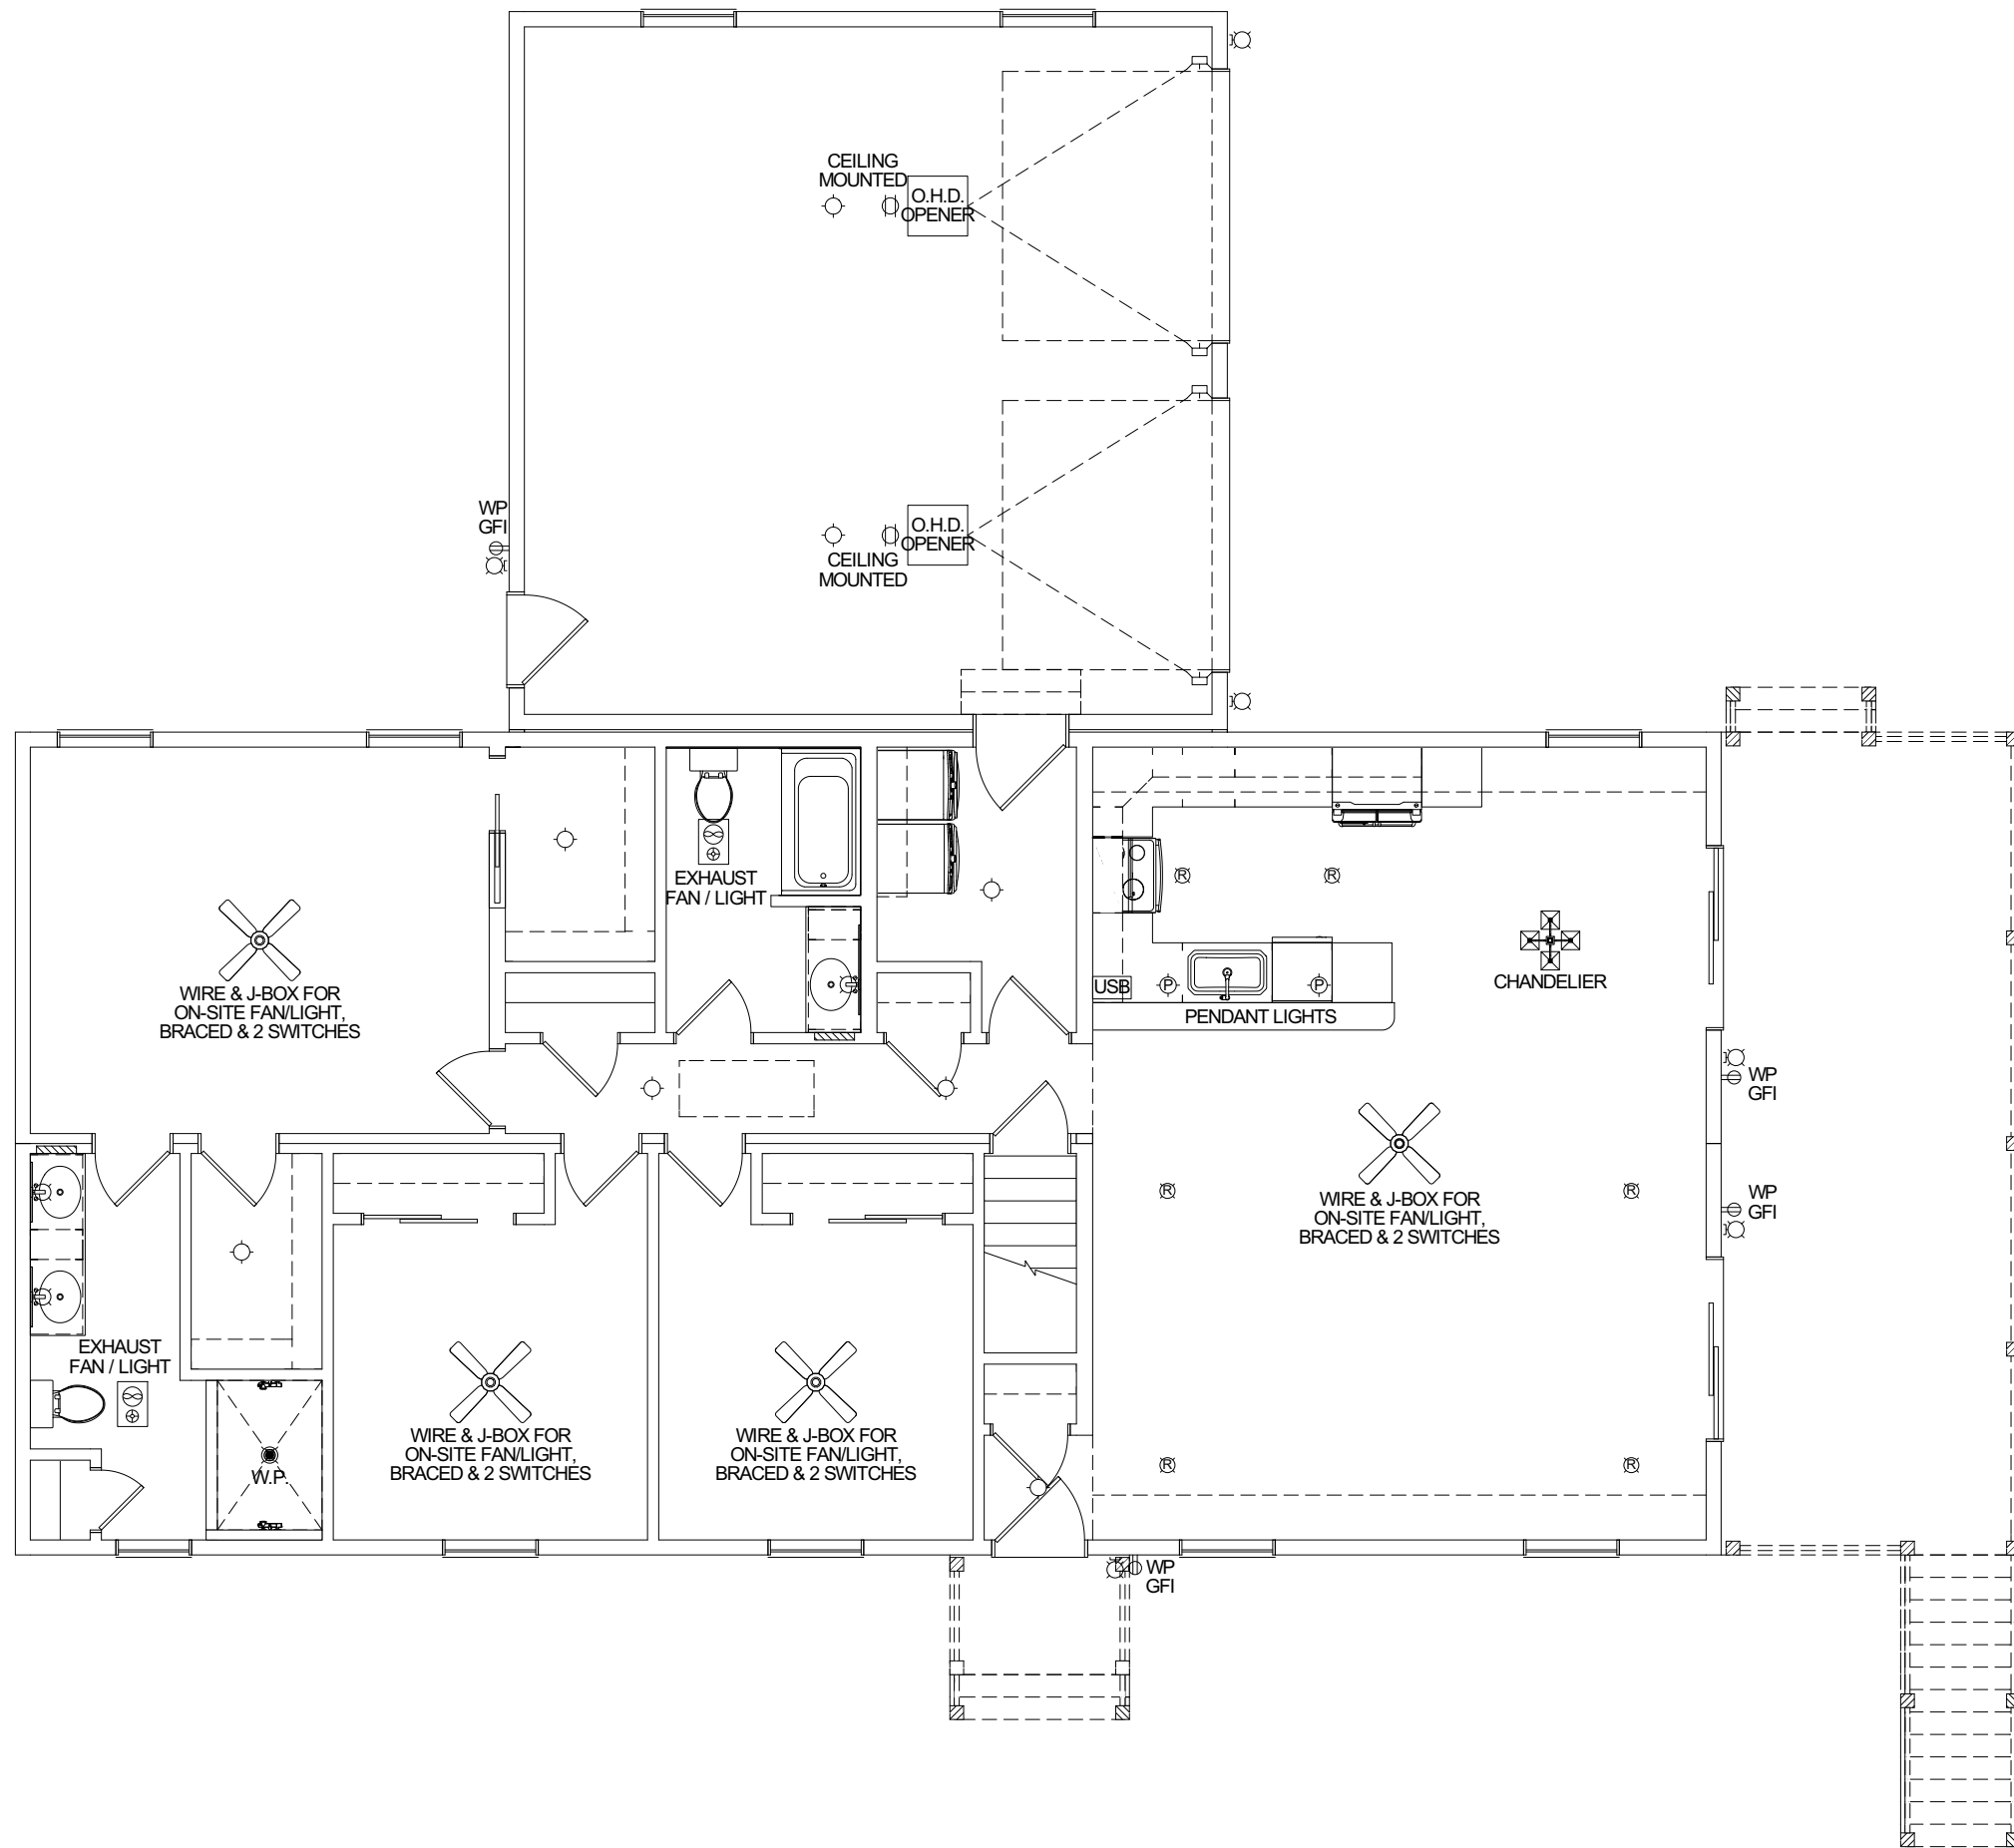 CEILING
MOUNTED
O.H.D.
OPENER
WP
GFI
O.H.D.
OPENER
CEILING
MOUNTED
EXHAUST
FAN / LIGHT
R
R
WIRE & J-BOX FOR
ON-SITE FAN/LIGHT,
BRACED & 2 SWITCHES
CHANDELIER
USB
P
P
PENDANT LIGHTS
WP
GFI
WIRE & J-BOX FOR
ON-SITE FAN/LIGHT,
BRACED & 2 SWITCHES
R
R
WP
GFI
EXHAUST
FAN / LIGHT
WIRE & J-BOX FOR
ON-SITE FAN/LIGHT,
BRACED & 2 SWITCHES
WIRE & J-BOX FOR
ON-SITE FAN/LIGHT,
BRACED & 2 SWITCHES
W.P.
R
R
WP
GFI